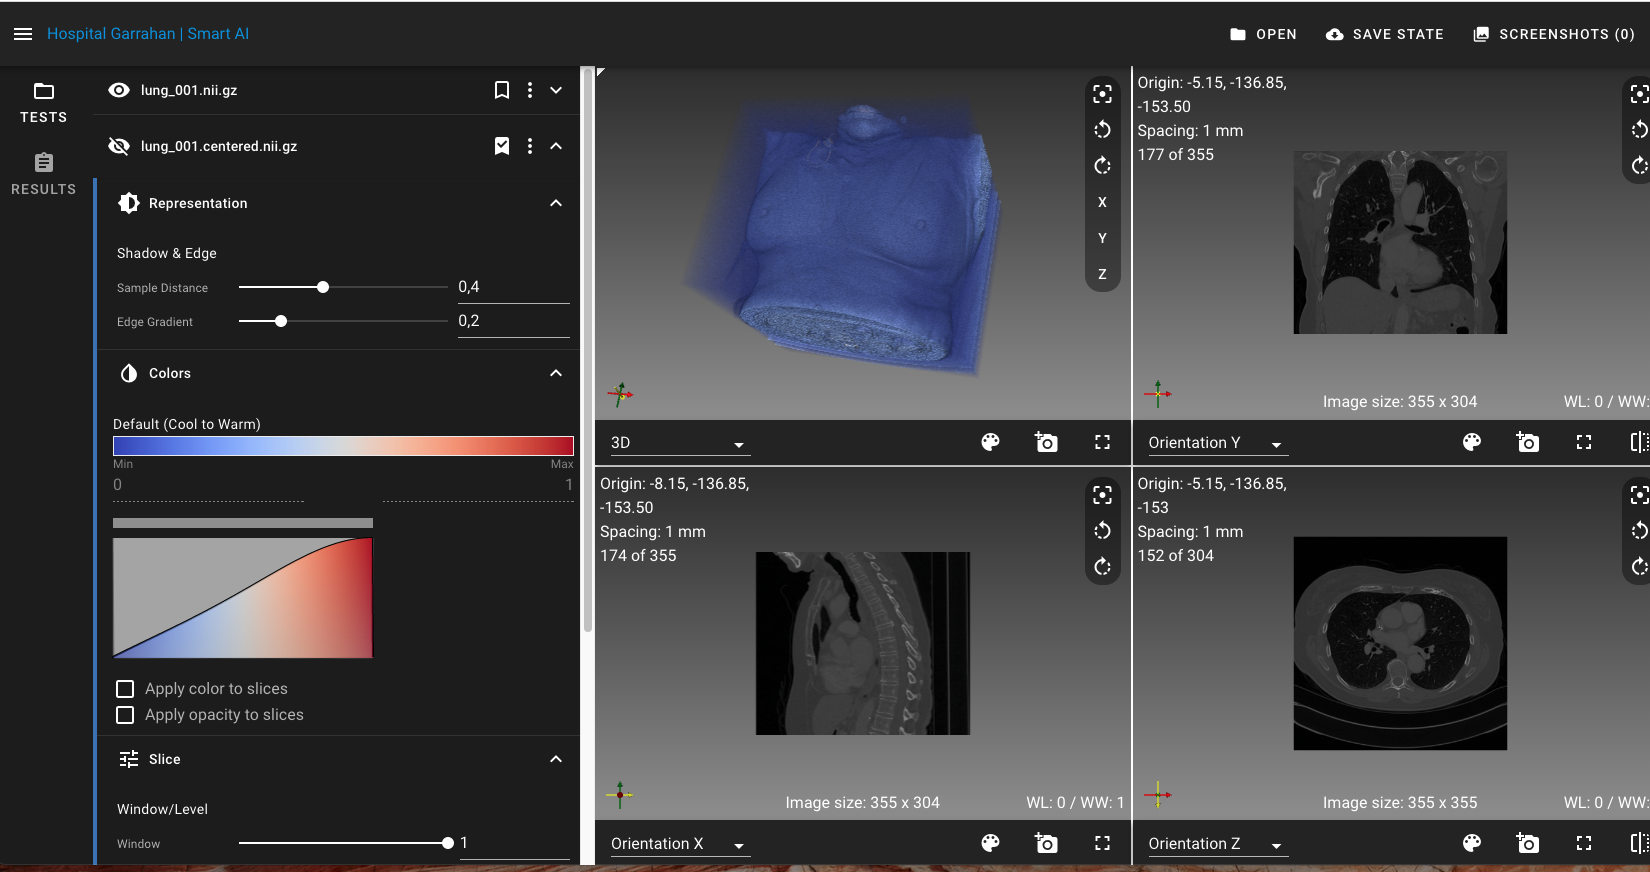 Hospital Garrahan | Smart AI
OPEN
SAVE STATE
SCREENSHOTS (0)
TESTS
RESULTS
lung_001.nii.gz
lung_001.centered.nii.gz
Representation
Shadow & Edge
Sample Distance
0,4
Edge Gradient
0,2
Colors
Default (Cool to Warm)
Min
Max
0
1
Apply color to slices
Apply opacity to slices
Slice
Window/Level
Window
1
X
Y
Z
3D
Origin: -5.15, -136.85,
-153.50
Spacing: 1 mm
177 of 355
Image size: 355 x 304
WL: 0 / WW:
Orientation Y
Origin: -8.15, -136.85,
-153.50
Spacing: 1 mm
174 of 355
Image size: 355 x 304
WL: 0 / WW: 1
Orientation X
Origin: -5.15, -136.85,
-153
Spacing: 1 mm
152 of 304
Image size: 355 x 355
WL: 0 / WW:
Orientation Z